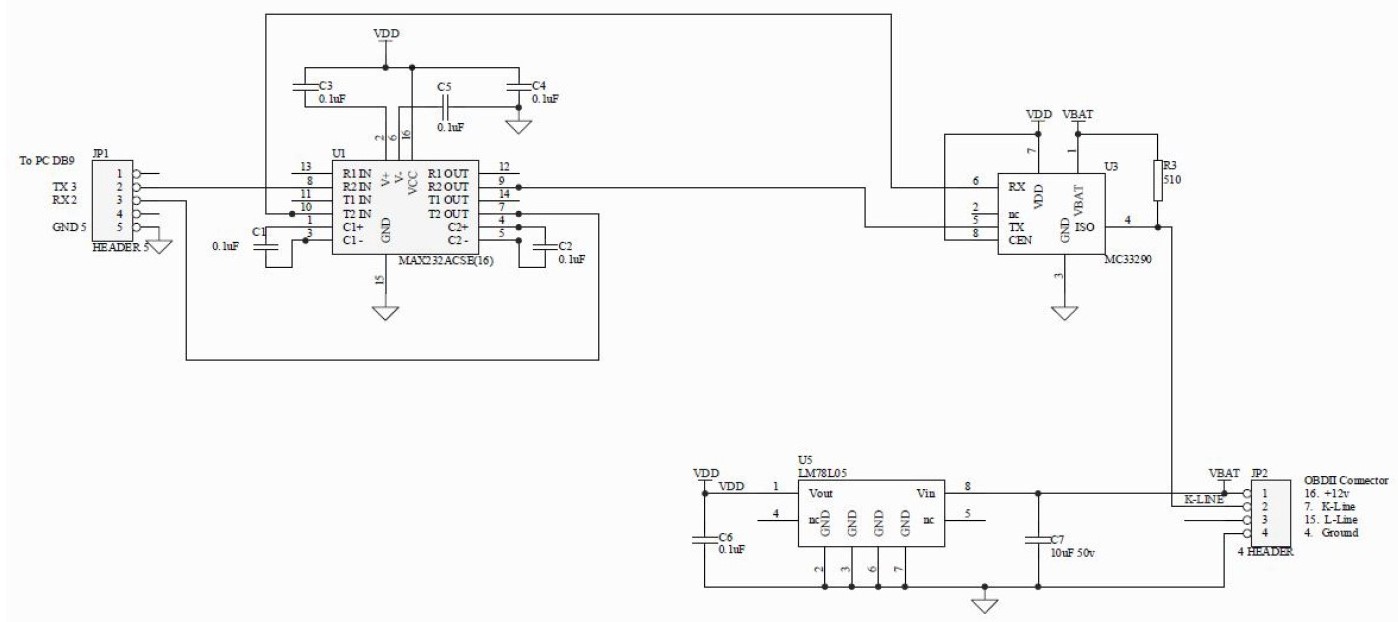 VDD
C3
0.1uF
C5
0.1uF
C4
0.1uF
2
6
16
To PC DB9
JP1
TX 3
RX 2
GND 5
1
2
3
4
5
HEADER 5
U1
13
8
11
10
1
3
R1 IN
R2 IN
T1 IN
T2 IN
C1+
C1 -
V+
V-
VCC
GND
R1 OUT
R2 OUT
T1 OUT
T2 OUT
C2+
C2 -
12
9
14
7
4
5
MAX232ACSE(16)
C1
0.1uF
C2
0.1uF
15
VDD
VBAT
7
1
U3
R3
510
6
2
5
8
RX
nc
TX
CEN
VDD
VBAT
GND
ISO
4
MC33290
3
U5
LM78L05
VDD
VDD
1
4
Vout
nc
Vin
nc
GND
GND
GND
GND
8
5
2
3
6
7
C6
0.1uF
C7
10uF 50v
VBAT
K-LINE
JP2
1
2
3
4
4 HEADER
OBDII Connector
16. +12v
7. K-Line
15. L-Line
4. Ground